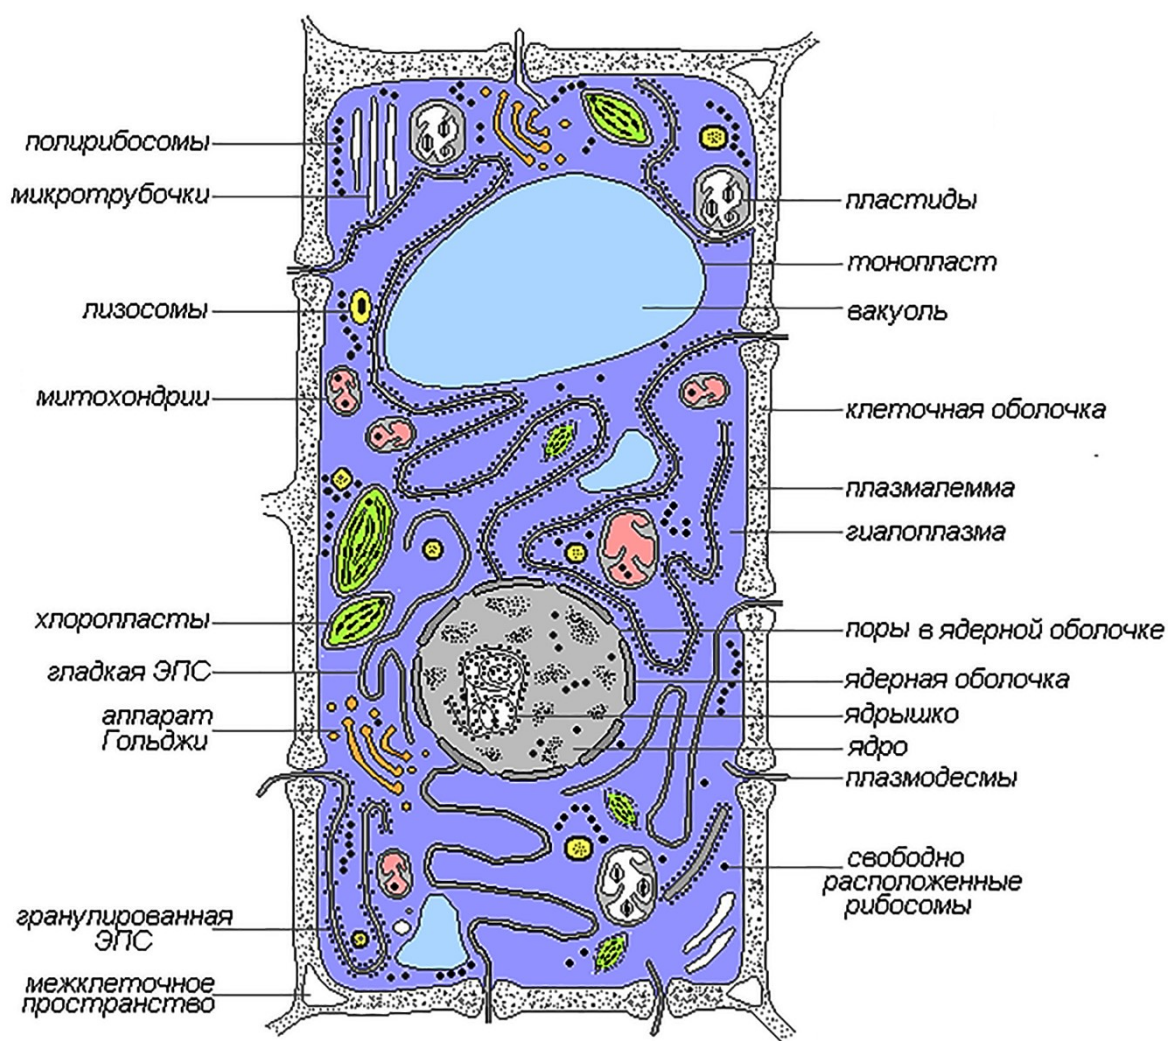 полирибосомы
микротрубочки
лизосомы
митохондрии
хлоропласты
гладкая ЭПС
аппарат
Гольджи
гранулированная
ЭПС
межклеточное
пространство
пластиды
тонопласт
вакуоль
клеточная оболочка
плазмалемма
гиалоплазма
поры в ядерной оболочке
ядерная оболочка
ядрышко
ядро
плазмодесмы
свободно
расположенные
рибосомы